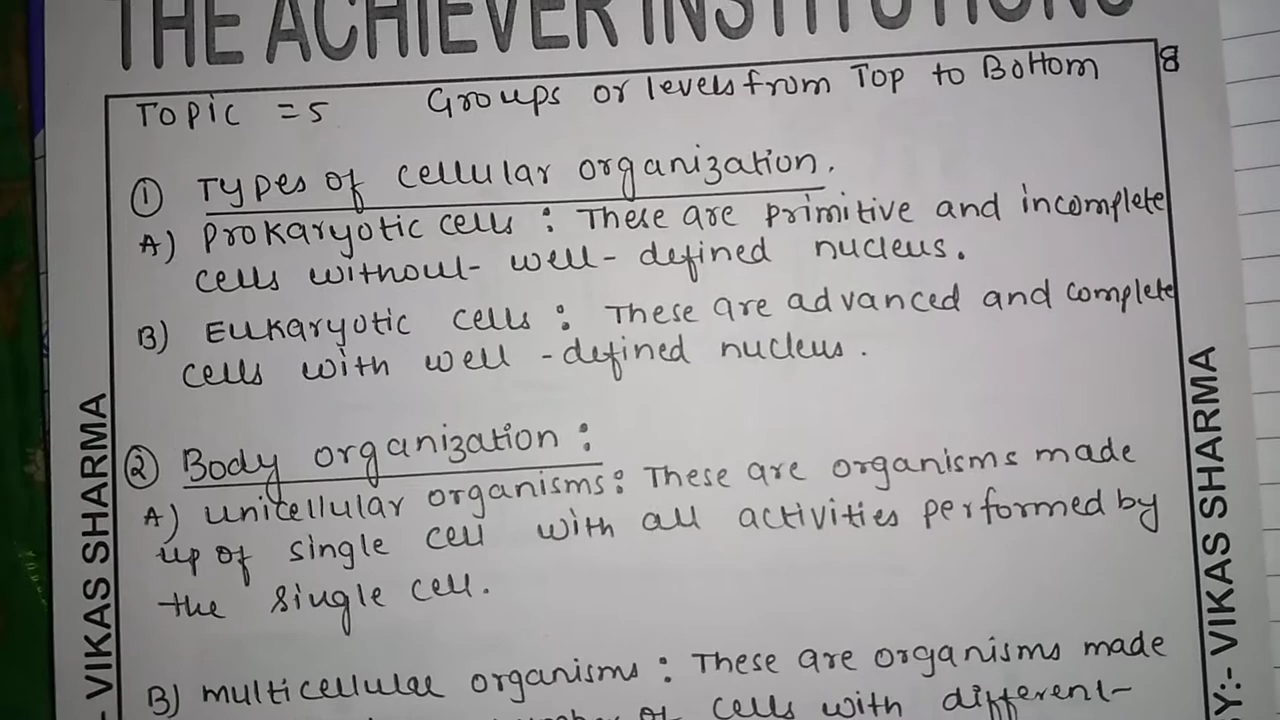 THE ACHIEVER INSTITUTIONS
8
Topic = 5 Groups or levels from Top to Bottom
① Types of cellular organization.
A) Prokaryotic cells : These are primitive and incomplete
cells without well-defined nucleus.
B) Eukaryotic cells : These are advanced and complete
cells with well-defined nucleus.
② Body organization :
A) unicellular organisms : These are organisms made
up of single cell with all activities performed by
the single cell.
B) multicellular organisms : These are organisms made
number of cells with different
- VIKAS SHARMA
Y:- VIKAS SHARMA